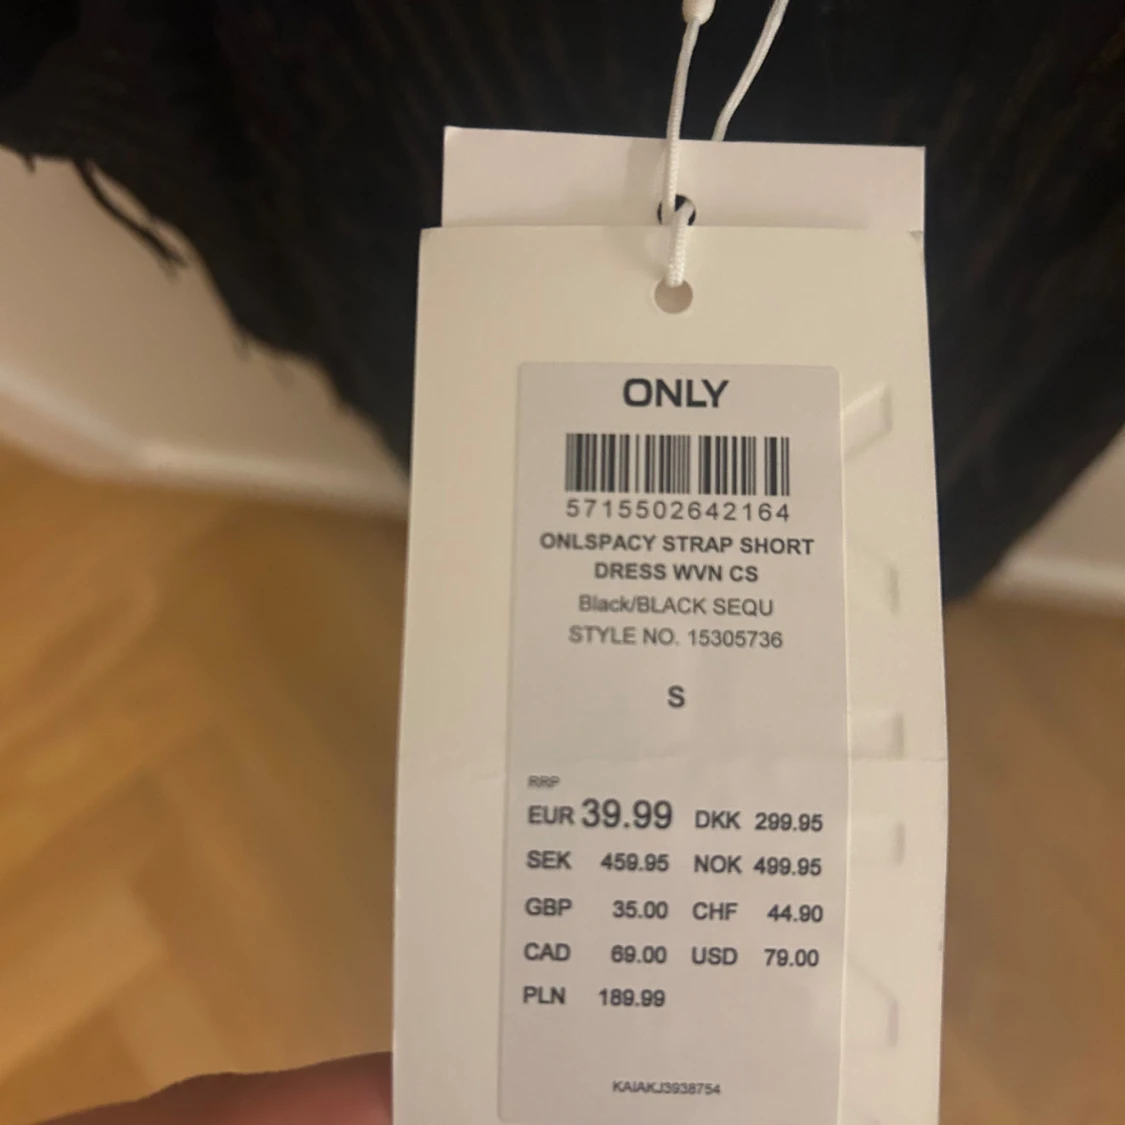 ONLY
5715502642164
ONLSPACY STRAP SHORT
DRESS WVN CS
Black/BLACK SEQU
STYLE NO. 15305736
S
RRP
EUR 39.99 DKK 299.95
SEK 459.95 NOK 499.95
GBP 35.00 CHF 44.90
CAD 69.00 USD 79.00
PLN 189.99
KAIAKJ3938754